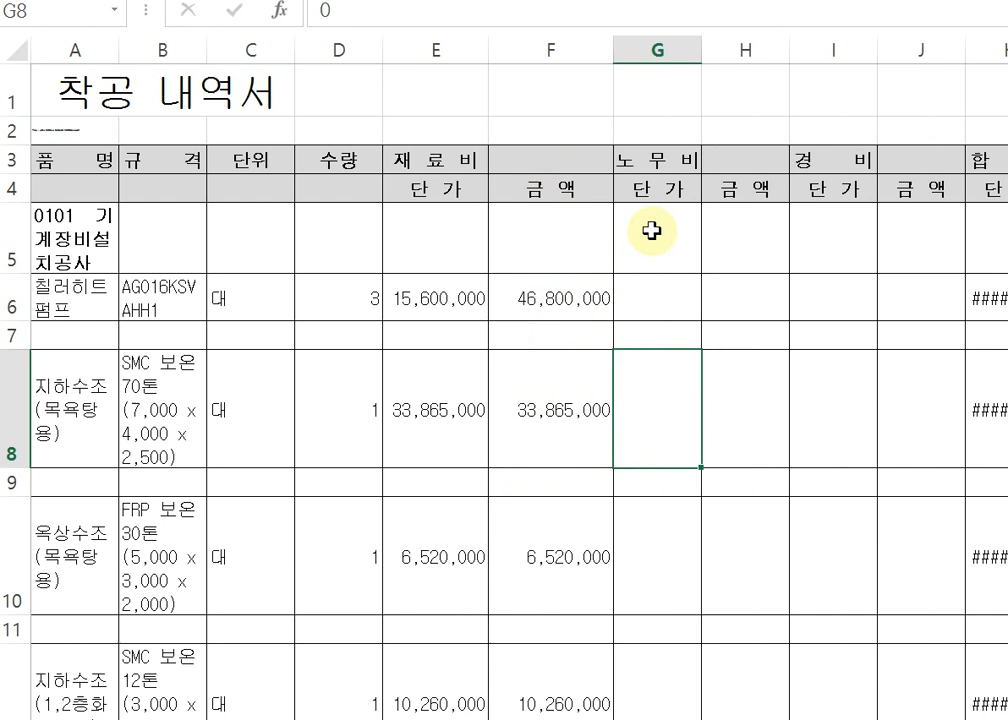 G8 fx 0
A B C D E F G H I J
1 착공 내역서
2
3 품 명 규 격 단위 수량 재 료 비 노 무 비 경 비 합
4 단 가 금 액 단 가 금 액 단 가 금 액 단
0101 기
계장비설
5 치공사
칠러히트 AG016KSV
6 펌프 AHH1 대 3 15,600,000 46,800,000 ####
7
SMC 보온
지하수조 70톤
(목욕탕 (7,000 x 대 1 33,865,000 33,865,000 ####
용) 4,000 x
8 2,500)
9
FRP 보온
옥상수조 30톤
(목욕탕 (5,000 x 대 1 6,520,000 6,520,000 ####
용) 3,000 x
10 2,000)
11
SMC 보온
지하수조 12톤
(1,2층화 (3,000 x 대 1 10,260,000 10,260,000 ####